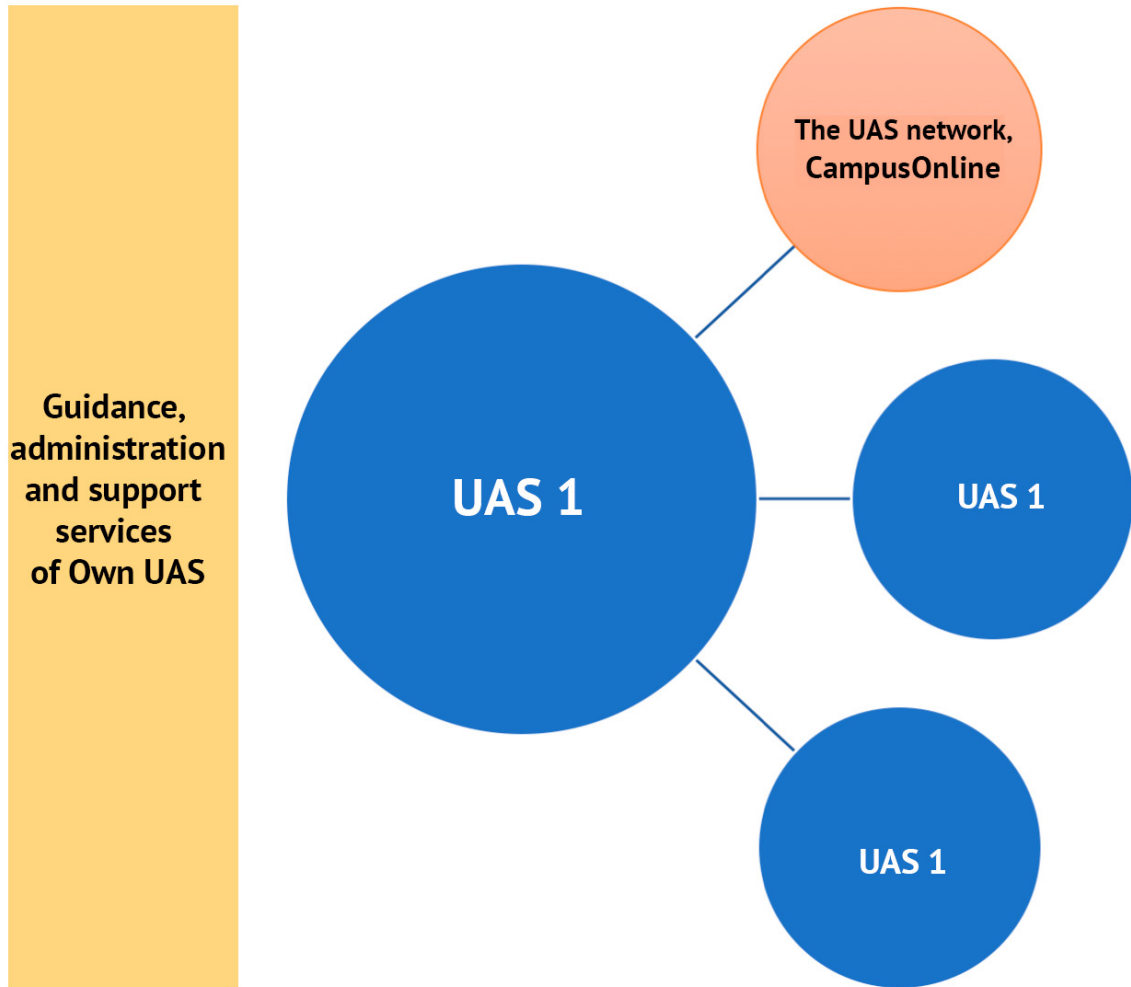 Guidance,
administration
and support
services
of Own UAS
The UAS network,
CampusOnline
UAS 1
UAS 1
UAS 1